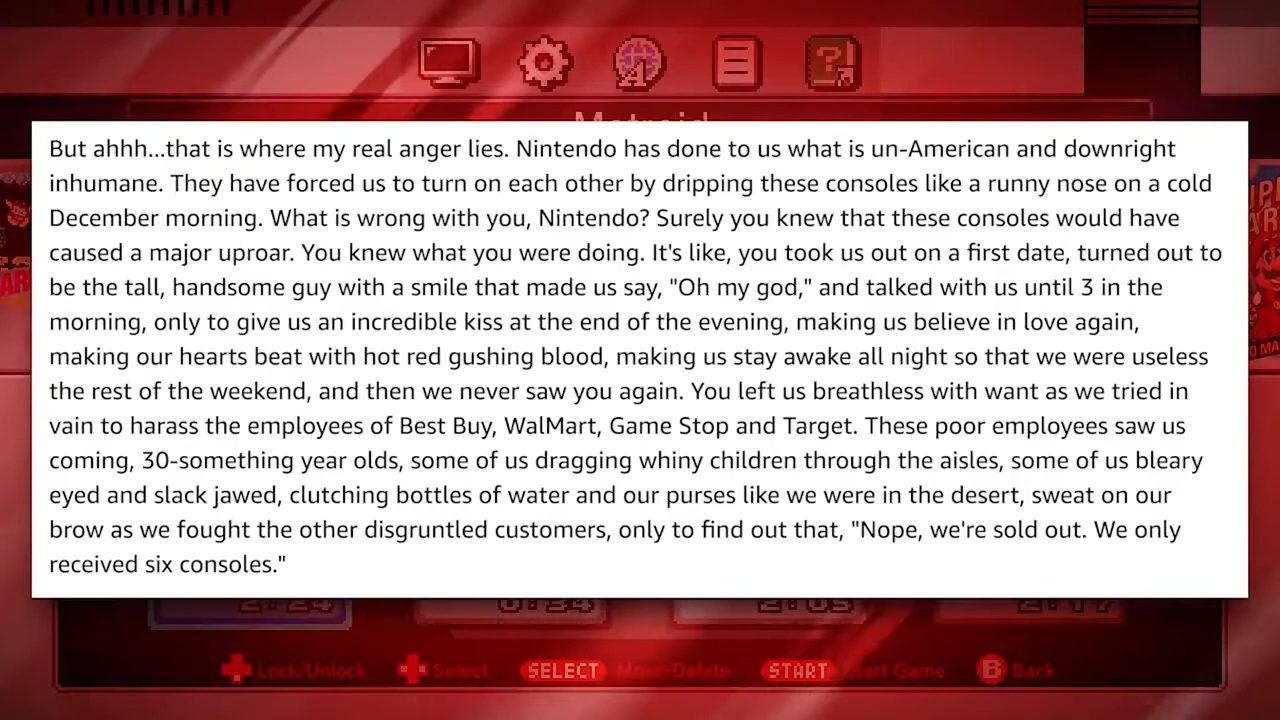 Metroid
But ahhh...that is where my real anger lies. Nintendo has done to us what is un-American and downright
inhumane. They have forced us to turn on each other by dripping these consoles like a runny nose on a cold
December morning. What is wrong with you, Nintendo? Surely you knew that these consoles would have
caused a major uproar. You knew what you were doing. It's like, you took us out on a first date, turned out to
be the tall, handsome guy with a smile that made us say, "Oh my god," and talked with us until 3 in the
morning, only to give us an incredible kiss at the end of the evening, making us believe in love again,
making our hearts beat with hot red gushing blood, making us stay awake all night so that we were useless
the rest of the weekend, and then we never saw you again. You left us breathless with want as we tried in
vain to harass the employees of Best Buy, WalMart, Game Stop and Target. These poor employees saw us
coming, 30-something year olds, some of us dragging whiny children through the aisles, some of us bleary
eyed and slack jawed, clutching bottles of water and our purses like we were in the desert, sweat on our
brow as we fought the other disgruntled customers, only to find out that, "Nope, we're sold out. We only
received six consoles."
Lock/Unlock Select SELECT Move-Delete START Start Game B Back